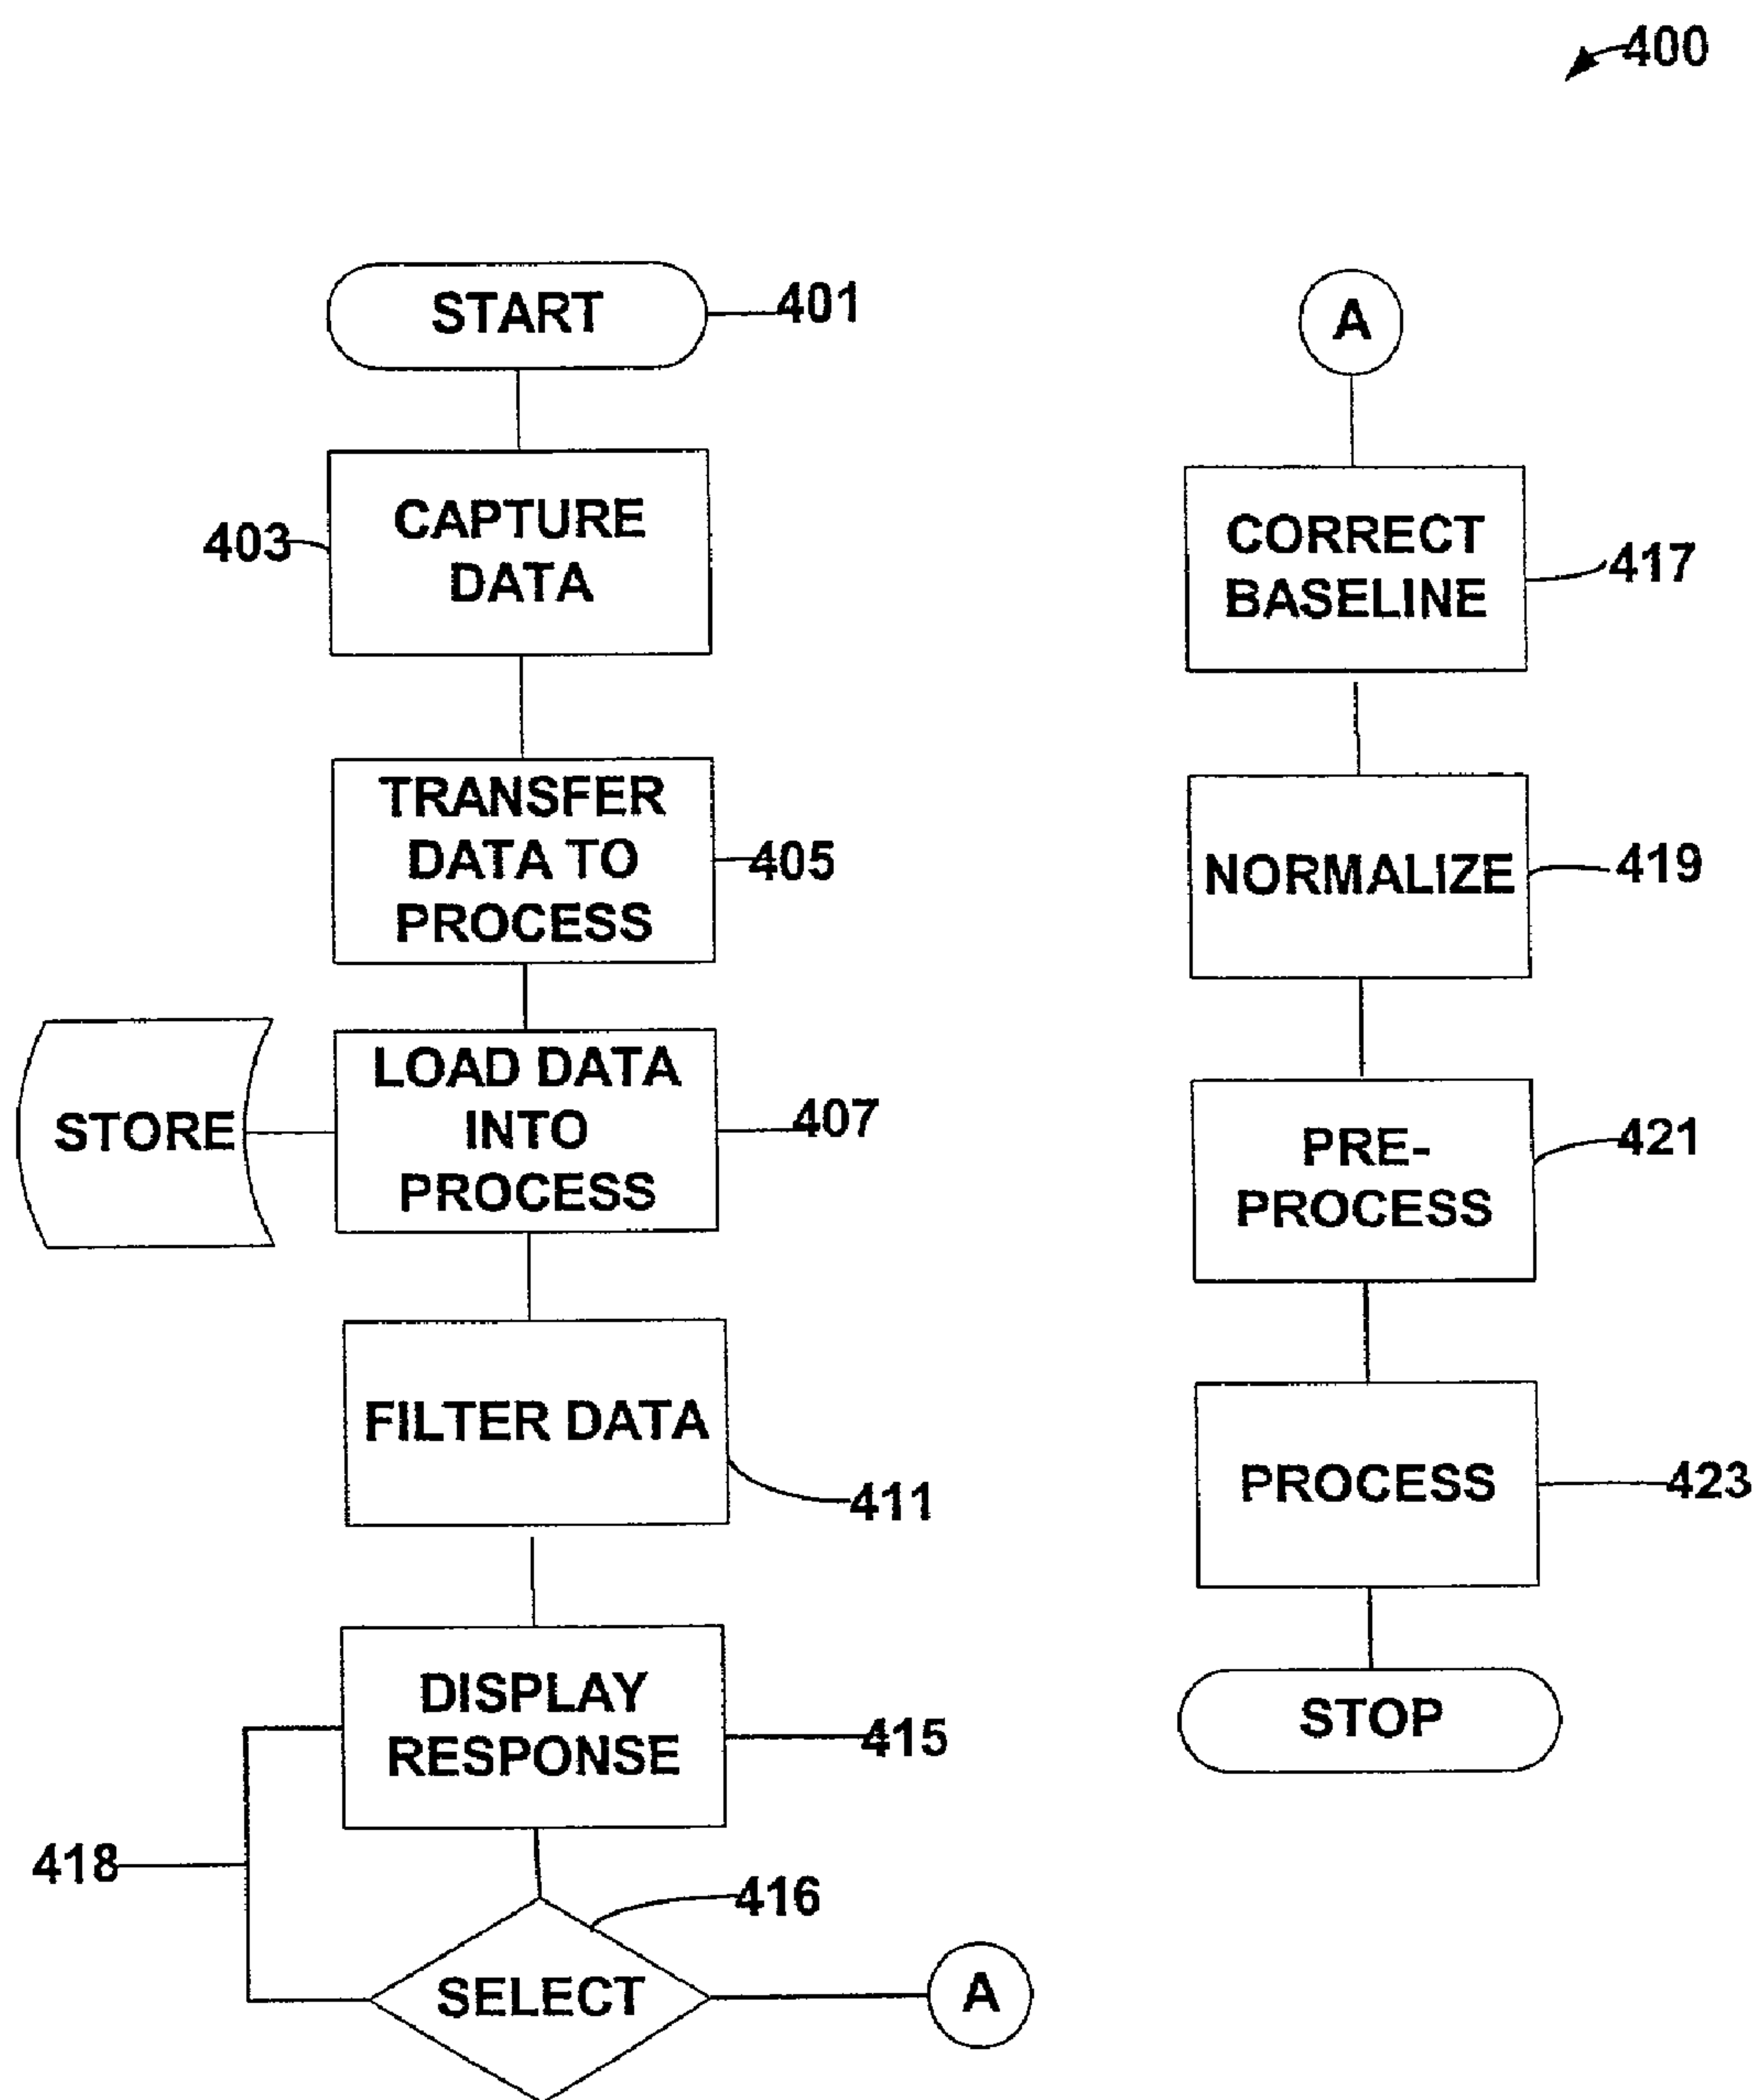 400
START
401
CAPTURE
DATA
403
TRANSFER
DATA TO
PROCESS
405
STORE
LOAD DATA
INTO
PROCESS
407
FILTER DATA
411
DISPLAY
RESPONSE
415
418
416
SELECT
A
A
CORRECT
BASELINE
417
NORMALIZE
419
PRE-
PROCESS
421
PROCESS
423
STOP